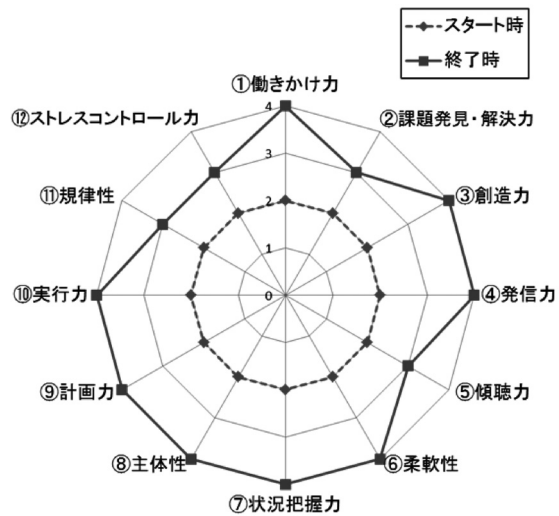 スタート時
終了時
①働きかけ力
②課題発見・解決力
③創造力
④発信力
⑤傾聴力
⑥柔軟性
⑦状況把握力
⑧主体性
⑨計画力
⑩実行力
⑪規律性
⑫ストレスコントロール力
4
3
2
1
0